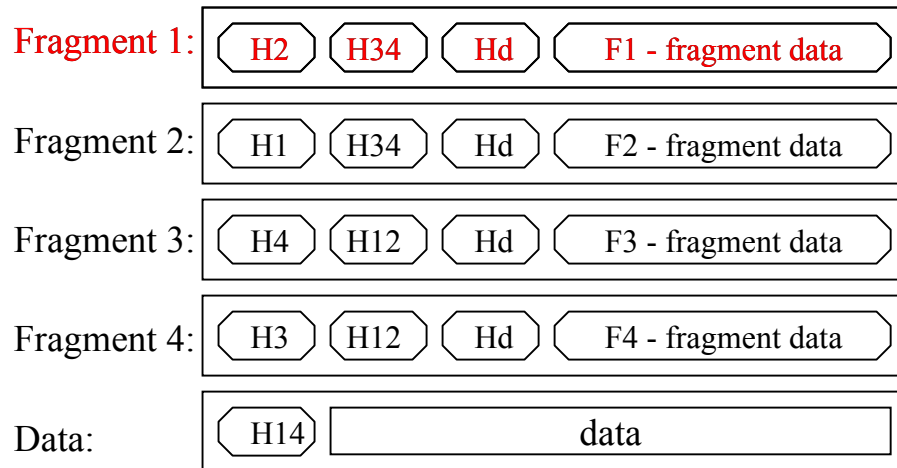 Fragment 1: H2 H34 Hd F1 - fragment data
Fragment 2: H1 H34 Hd F2 - fragment data
Fragment 3: H4 H12 Hd F3 - fragment data
Fragment 4: H3 H12 Hd F4 - fragment data
Data: H14 data